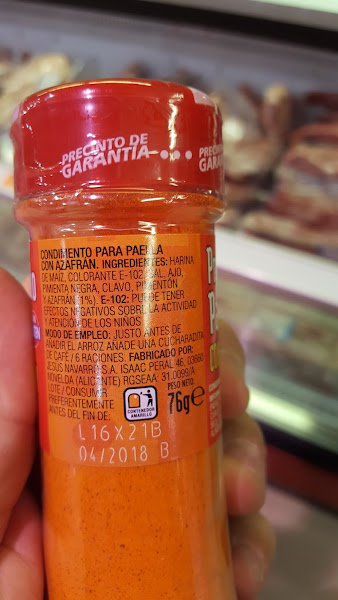 PRECINTO DE
GARANTÍA
PRECINTO
GARAN
CONDIMENTO PARA PAELLA
CON AZAFRÁN. INGREDIENTES: HARINA
DE MAÍZ, COLORANTE E-102, SAL, AJO,
PIMIENTA NEGRA, CLAVO, PIMENTÓN
Y AZAFRÁN (1%). E-102: PUEDE TENER
EFECTOS NEGATIVOS SOBRE LA ACTIVIDAD
Y ATENCIÓN DE LOS NIÑOS.
MODO DE EMPLEO: JUSTO ANTES DE
AÑADIR EL ARROZ AÑADE UNA CUCHARADITA
DE CAFÉ / 6 RACIONES. FABRICADO POR:
JESÚS NAVARRO S.A. ISAAC PERAL 46, 03660
NOVELDA (ALICANTE) RGSEAA: 31.0099/A
LOTE / CONSUMIR
PREFERENTEMENTE
ANTES DEL FIN DE:
CONTENEDOR
AMARILLO
PESO NETO
76g e
L16X21B
04/2018 B